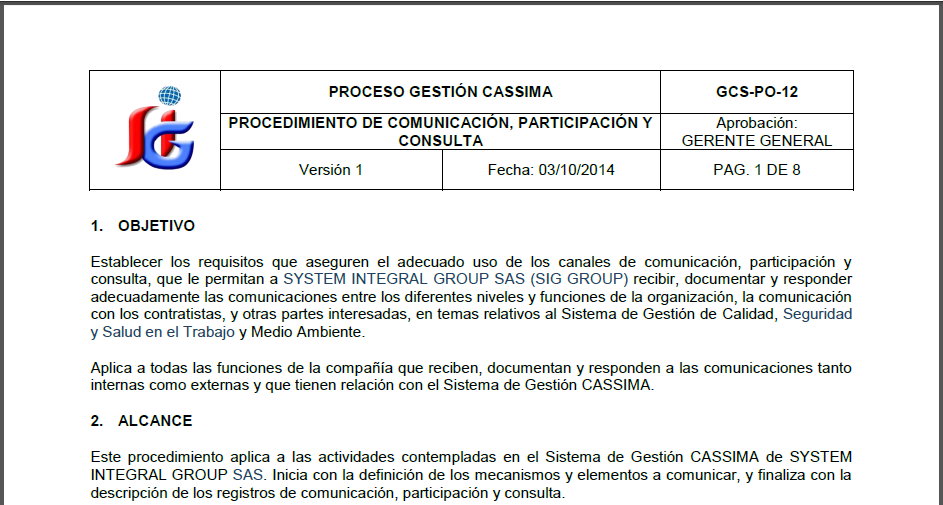 PROCESO GESTIÓN CASSIMA
GCS-PO-12
PROCEDIMIENTO DE COMUNICACIÓN, PARTICIPACIÓN Y
CONSULTA
Aprobación:
GERENTE GENERAL
Versión 1
Fecha: 03/10/2014
PAG. 1 DE 8
1. OBJETIVO
Establecer los requisitos que aseguren el adecuado uso de los canales de comunicación, participación y
consulta, que le permitan a SYSTEM INTEGRAL GROUP SAS (SIG GROUP) recibir, documentar y responder
adecuadamente las comunicaciones entre los diferentes niveles y funciones de la organización, la comunicación
con los contratistas, y otras partes interesadas, en temas relativos al Sistema de Gestión de Calidad, Seguridad
y Salud en el Trabajo y Medio Ambiente.
Aplica a todas las funciones de la compañía que reciben, documentan y responden a las comunicaciones tanto
internas como externas y que tienen relación con el Sistema de Gestión CASSIMA.
2. ALCANCE
Este procedimiento aplica a las actividades contempladas en el Sistema de Gestión CASSIMA de SYSTEM
INTEGRAL GROUP SAS. Inicia con la definición de los mecanismos y elementos a comunicar, y finaliza con la
descripción de los registros de comunicación, participación y consulta.